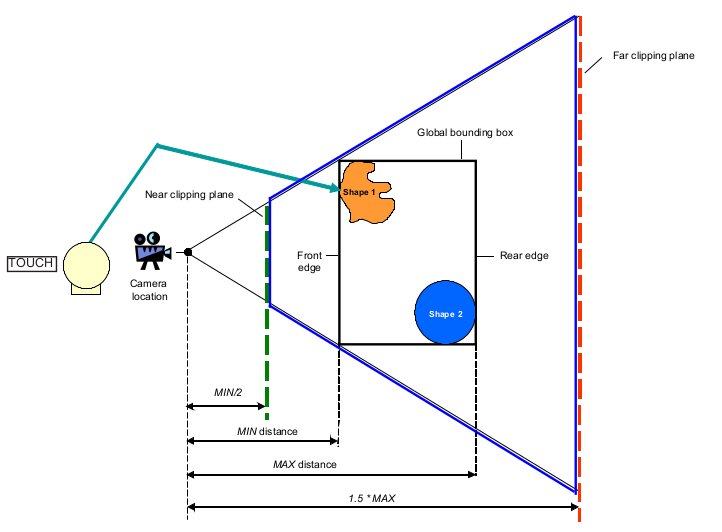 Far clipping plane
Global bounding box
Shape 1
Near clipping plane
TOUCH
Front
edge
Rear edge
Camera
location
Shape 2
MIN/2
MIN distance
MAX distance
1.5 * MAX